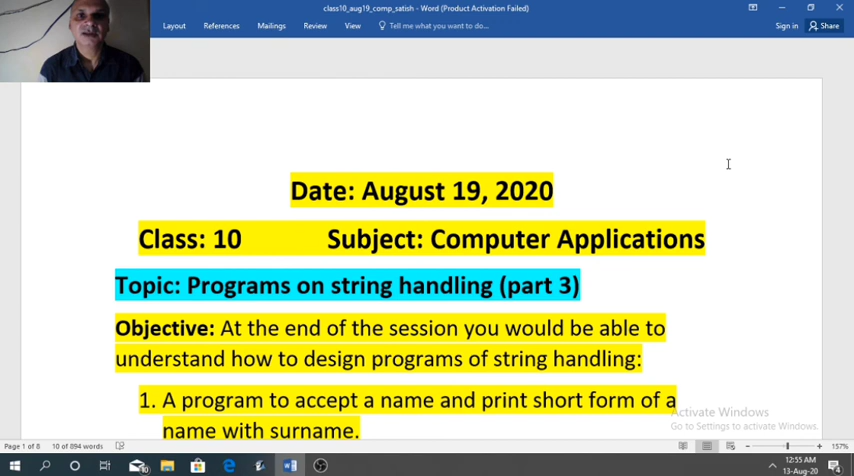 class10_aug19_comp_satish - Word (Product Activation Failed)
Layout References Mailings Review View Tell me what you want to do... Sign in Share
Date: August 19, 2020
Class: 10 Subject: Computer Applications
Topic: Programs on string handling (part 3)
Objective: At the end of the session you would be able to
understand how to design programs of string handling:
1. A program to accept a name and print short form of a
name with surname.
Activate Windows
Go to Settings to activate Windows.
Page 1 of 8 10 of 894 words 157%
12:55 AM
13-Aug-20
10
4